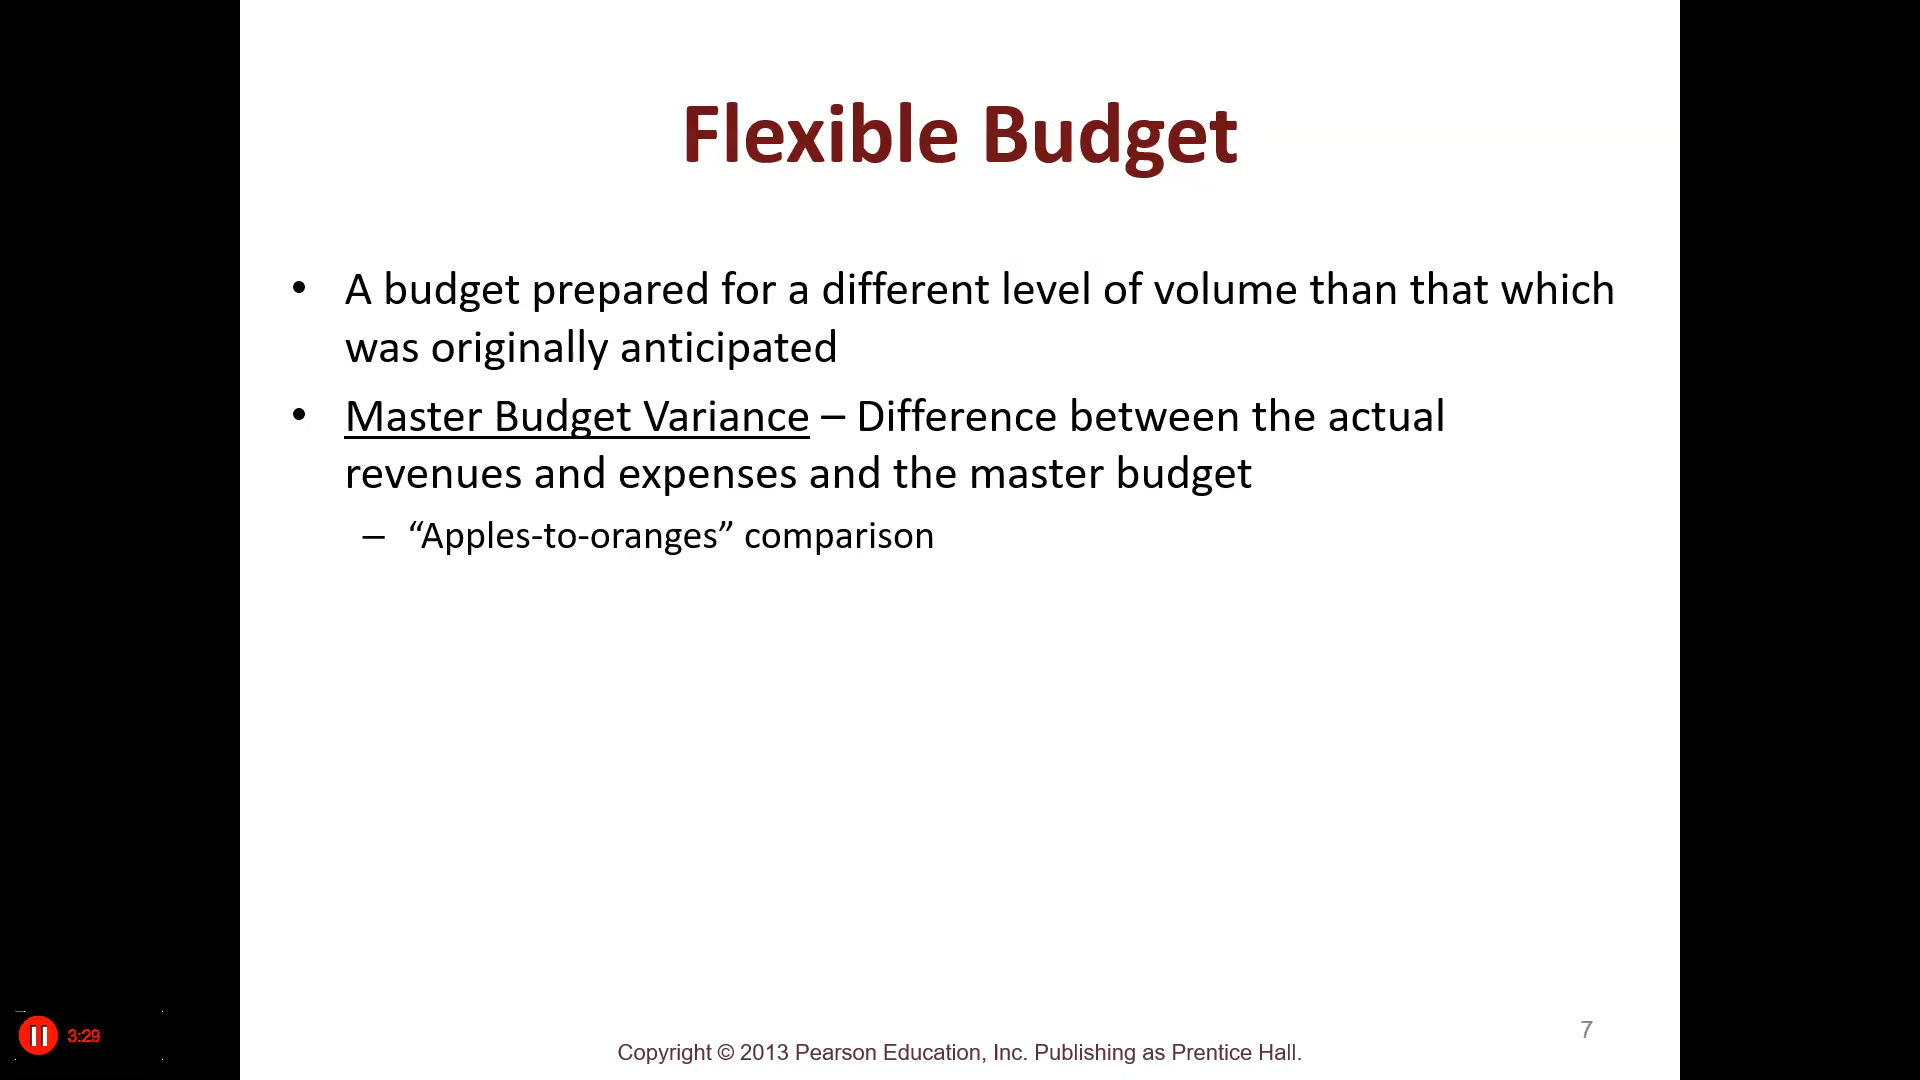 Flexible Budget
• A budget prepared for a different level of volume than that which
was originally anticipated
• Master Budget Variance – Difference between the actual
revenues and expenses and the master budget
– “Apples-to-oranges” comparison
7
3:29
Copyright © 2013 Pearson Education, Inc. Publishing as Prentice Hall.